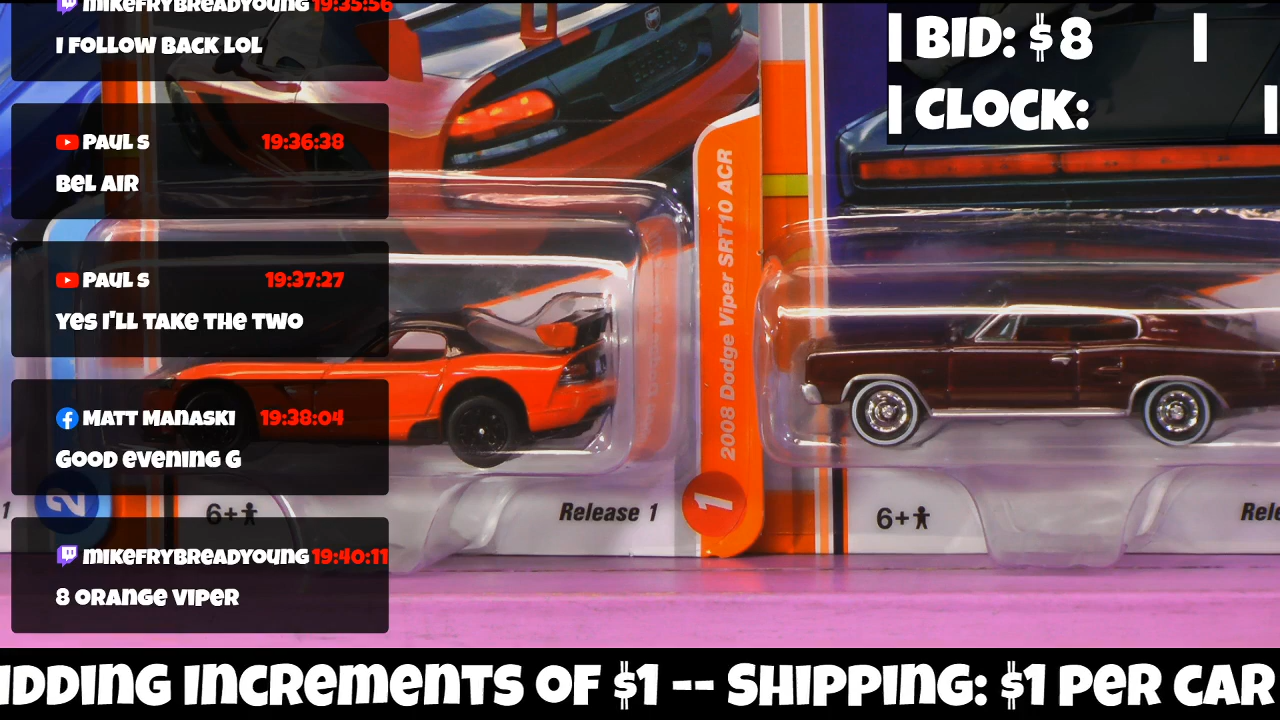 mikefrybreadyoung 19:35:56
I follow back lol
Paul S 19:36:38
Bel air
Paul S 19:37:27
Yes I'll take the two
Matt Manaski 19:38:04
Good evening G
mikefrybreadyoung 19:40:11
8 orange viper
| BID: $8 |
| CLOCK: |
2008 Dodge Viper SRT10 ACR
1
2
6+
Release 1
1
6+
Rele
idding increments of $1 -- Shipping: $1 per car